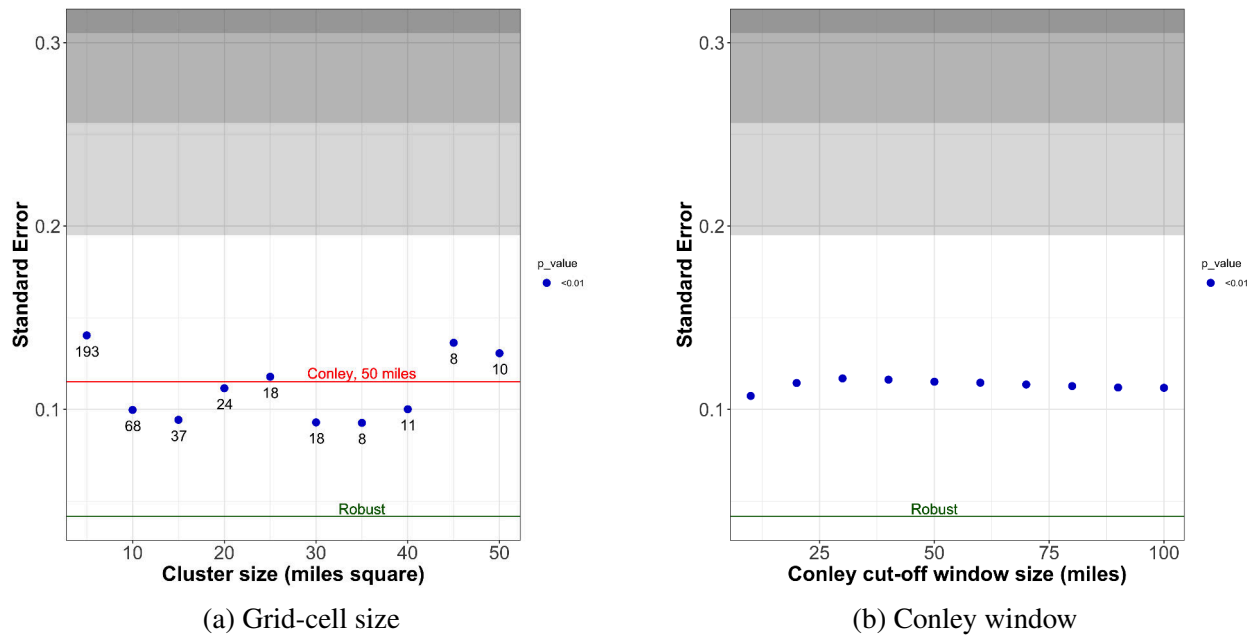 0.3
0.2
0.1
Standard Error
193
68
37
24
18
18
8
11
8
10
Conley, 50 miles
Robust
10
20
30
40
50
Cluster size (miles square)
p_value
<0.01
(a) Grid-cell size
0.3
0.2
0.1
Standard Error
Robust
25
50
75
100
Conley cut-off window size (miles)
p_value
<0.01
(b) Conley window